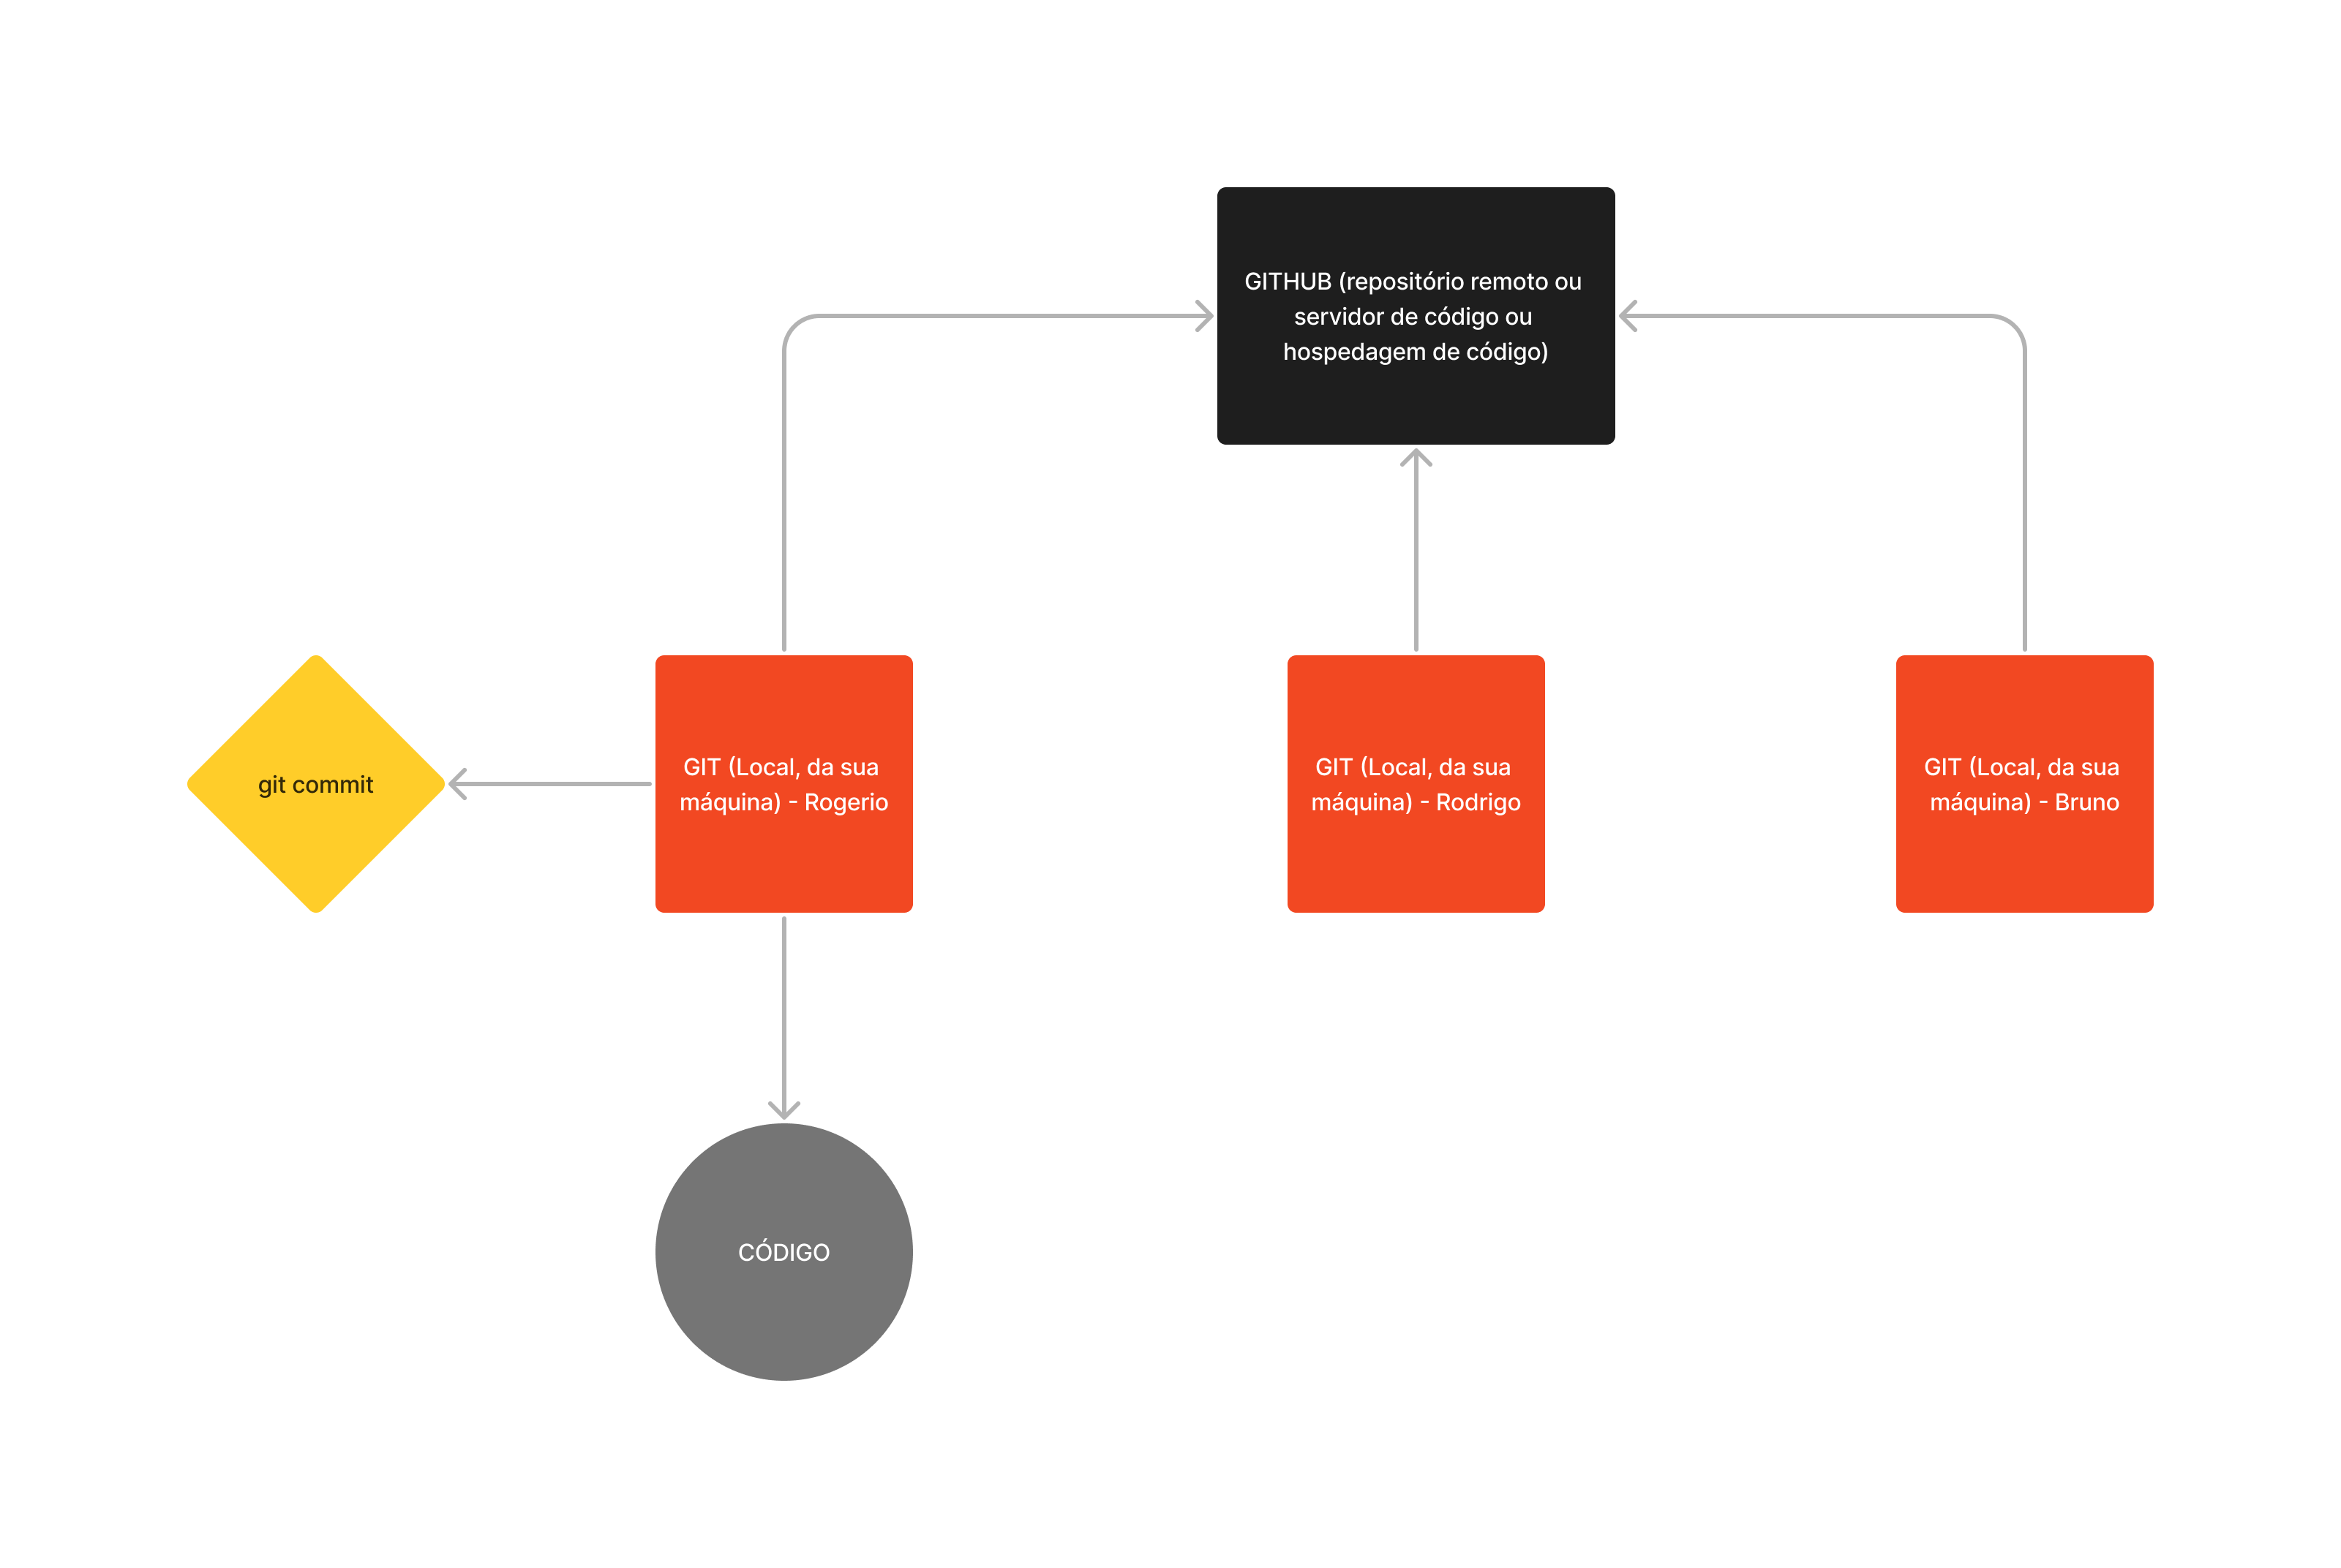 GITHUB (repositório remoto ou
servidor de código ou
hospedagem de código)
git commit
GIT (Local, da sua
máquina) - Rogerio
GIT (Local, da sua
máquina) - Rodrigo
GIT (Local, da sua
máquina) - Bruno
CÓDIGO